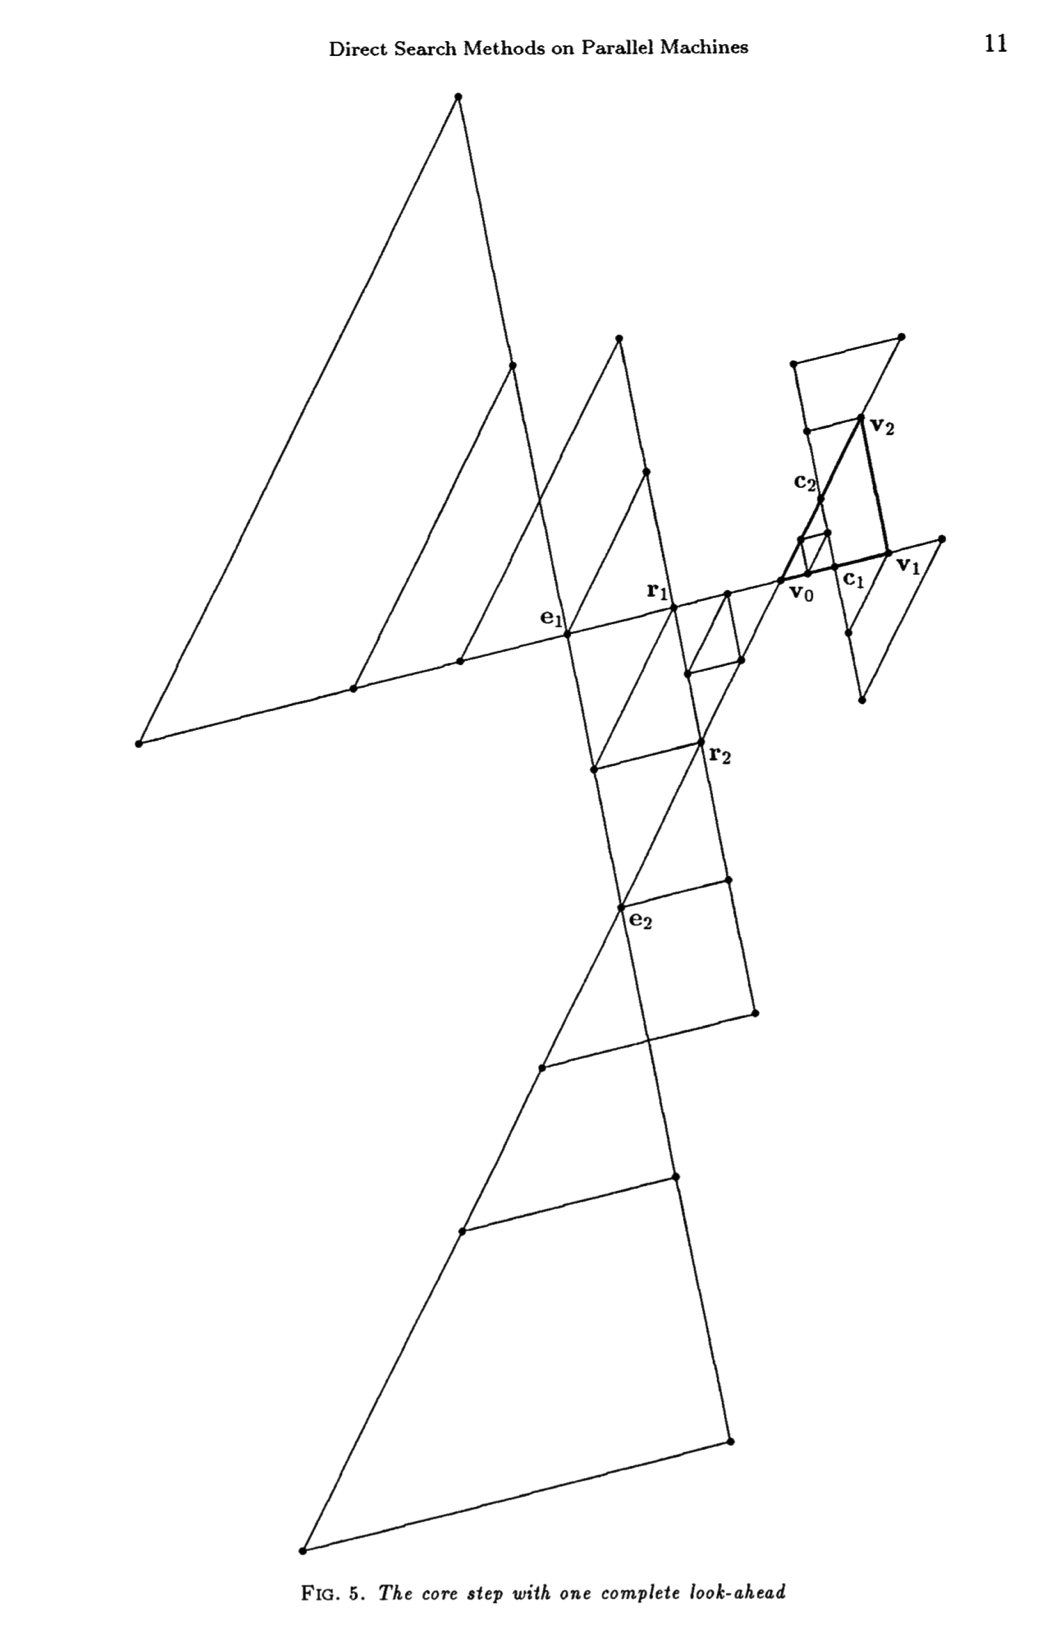 Direct Search Methods on Parallel Machines
11
v₂
c₂
c₁
v₁
v₀
r₁
e₁
r₂
e₂
FIG. 5. The core step with one complete look-ahead